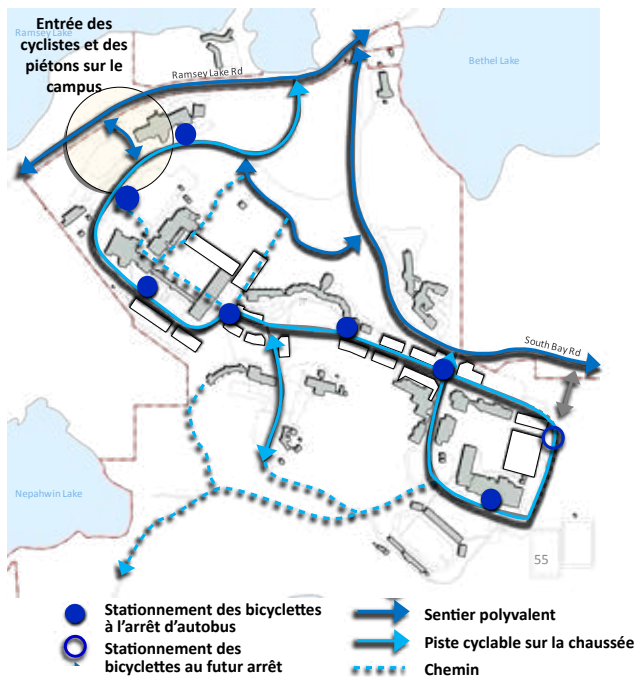 Entrée des
cyclistes et des
piétons sur le
campus
Ramsey Lake
Ramsey Lake Rd
Bethel Lake
South Bay Rd
Nepahwin Lake
55
Stationnement des bicyclettes
à l'arrêt d'autobus
Stationnement des
bicyclettes au futur arrêt
Sentier polyvalent
Piste cyclable sur la chaussée
Chemin